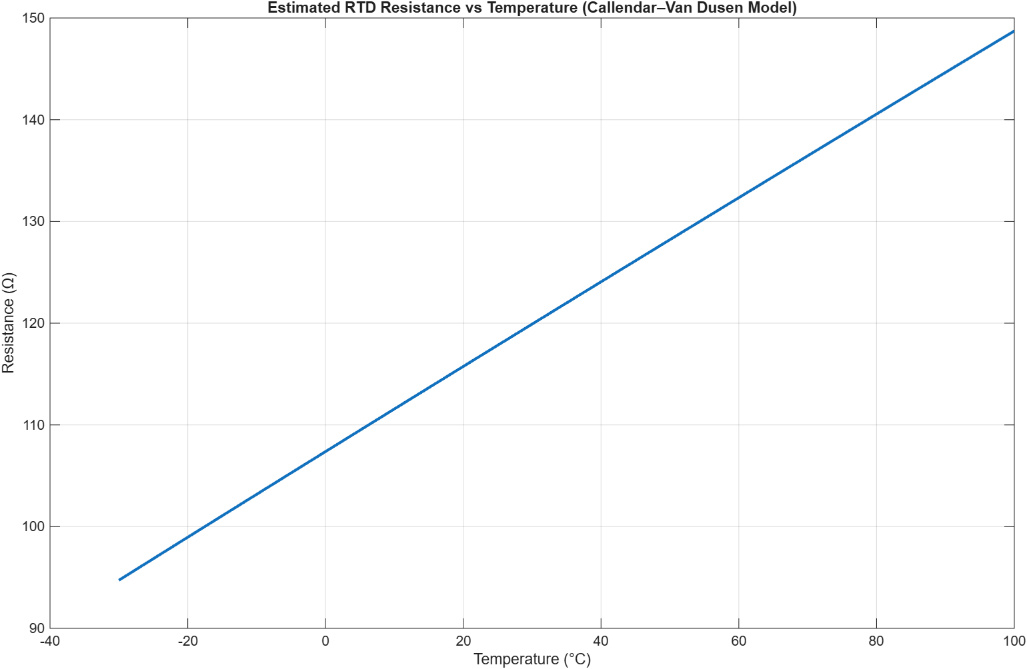 Estimated RTD Resistance vs Temperature (Callendar–Van Dusen Model)
150
140
130
120
110
100
90
Resistance (Ω)
-40 -20 0 20 40 60 80 100
Temperature (°C)